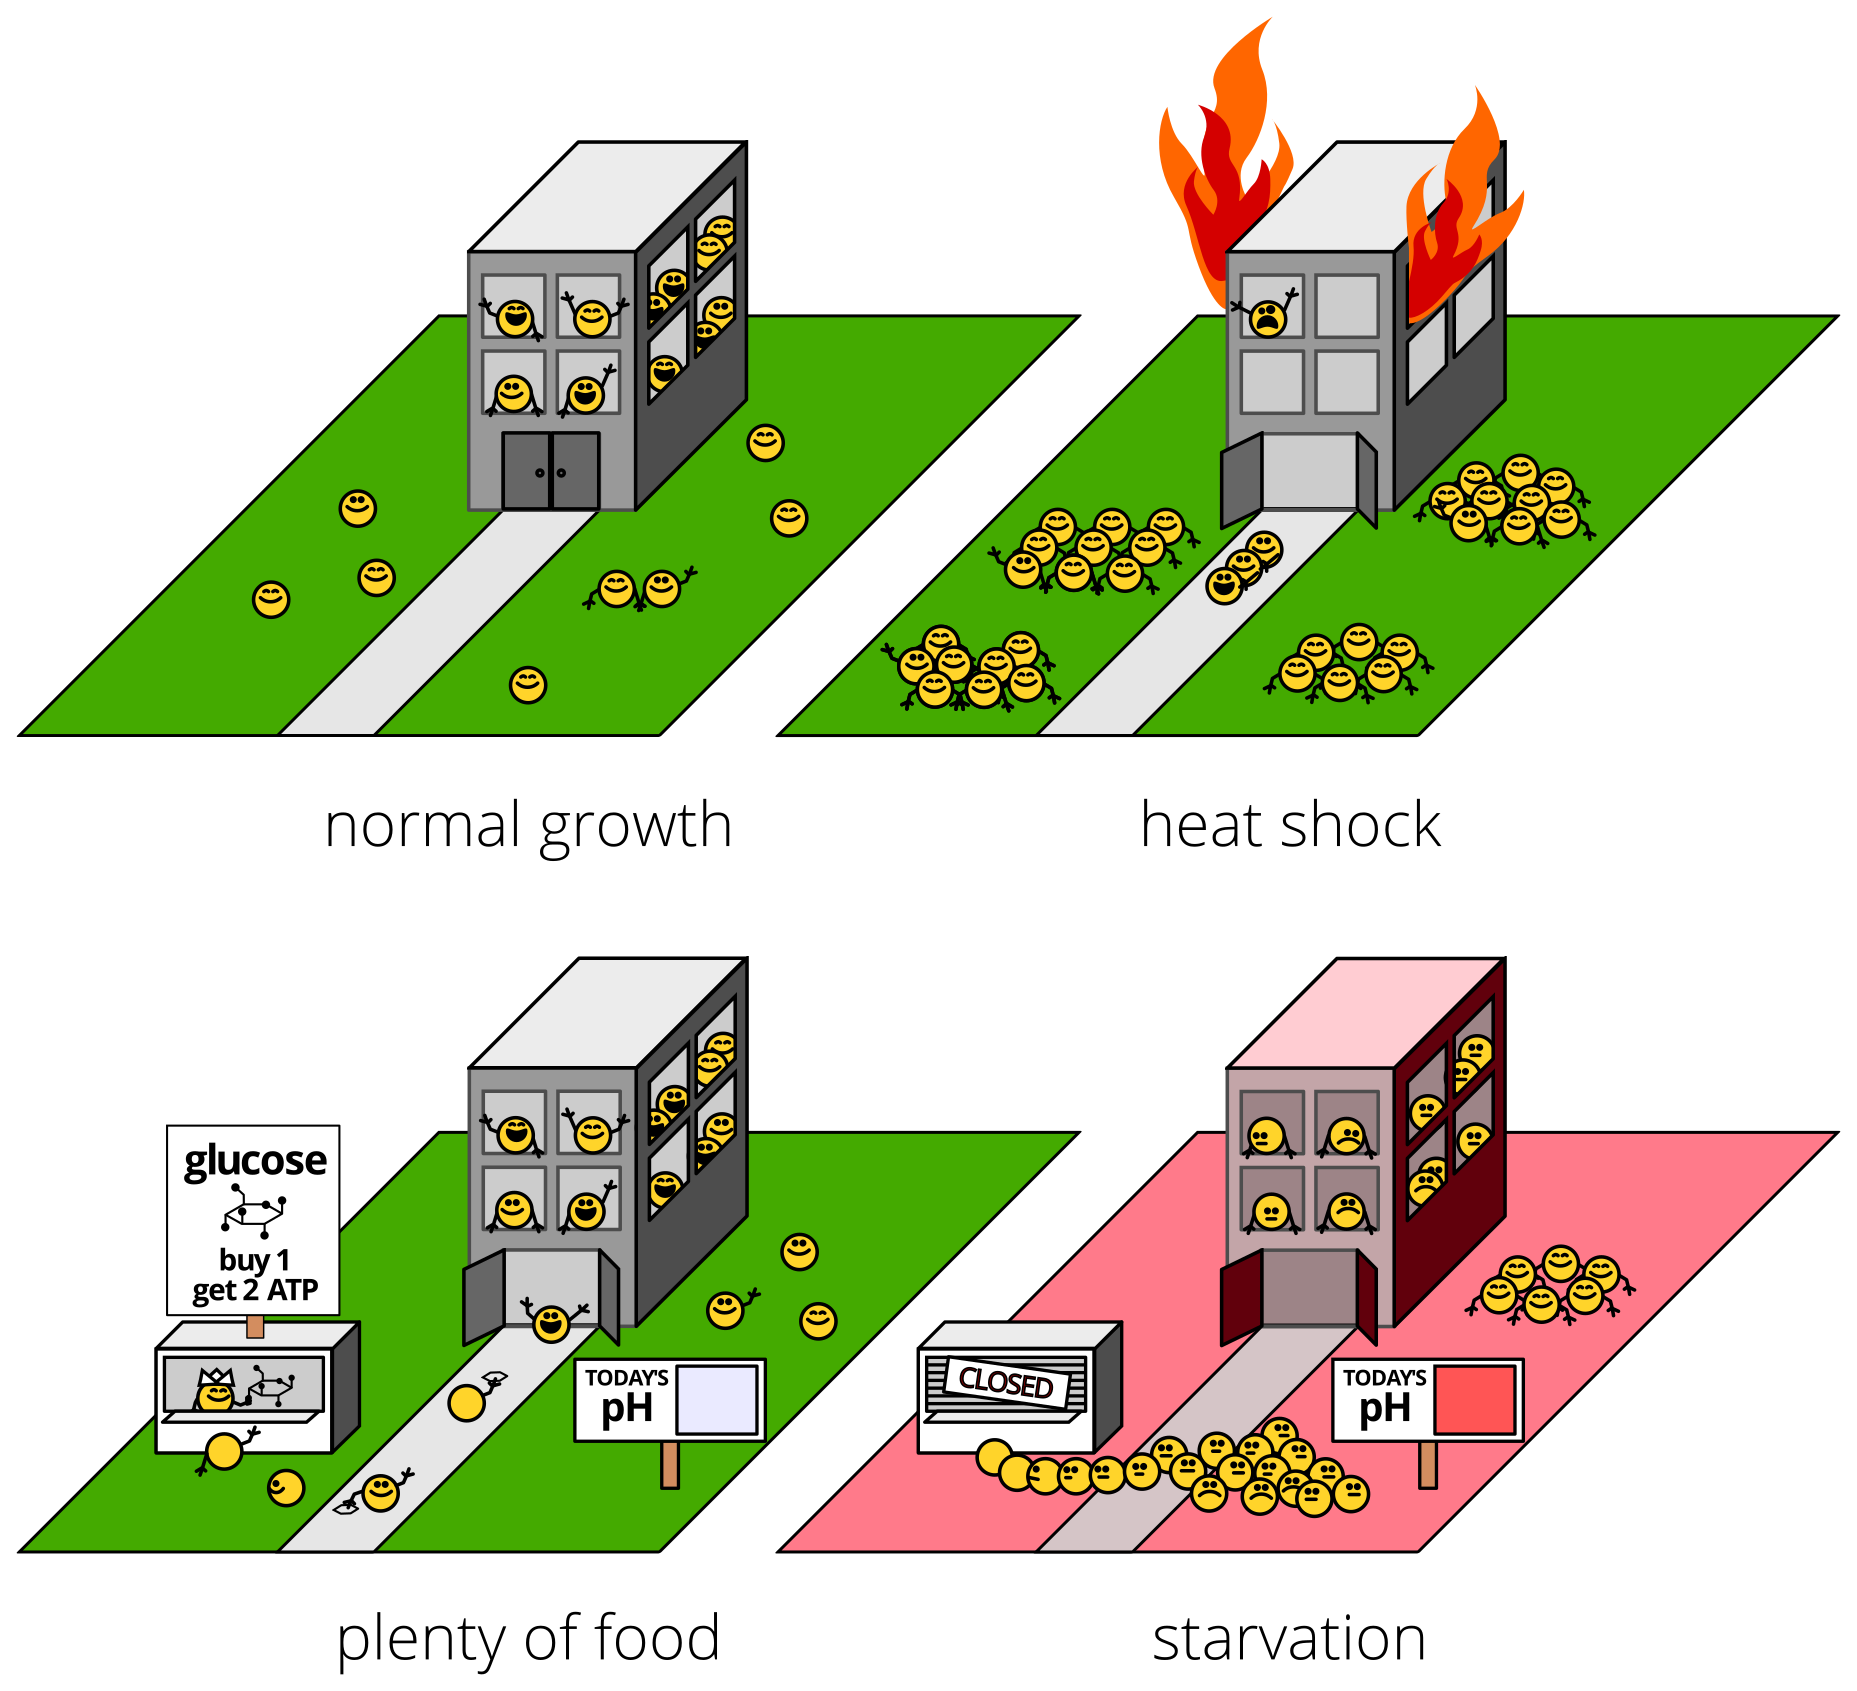 normal growth
heat shock
glucose
buy 1
get 2 ATP
TODAY'S
pH
CLOSED
TODAY'S
pH
plenty of food
starvation